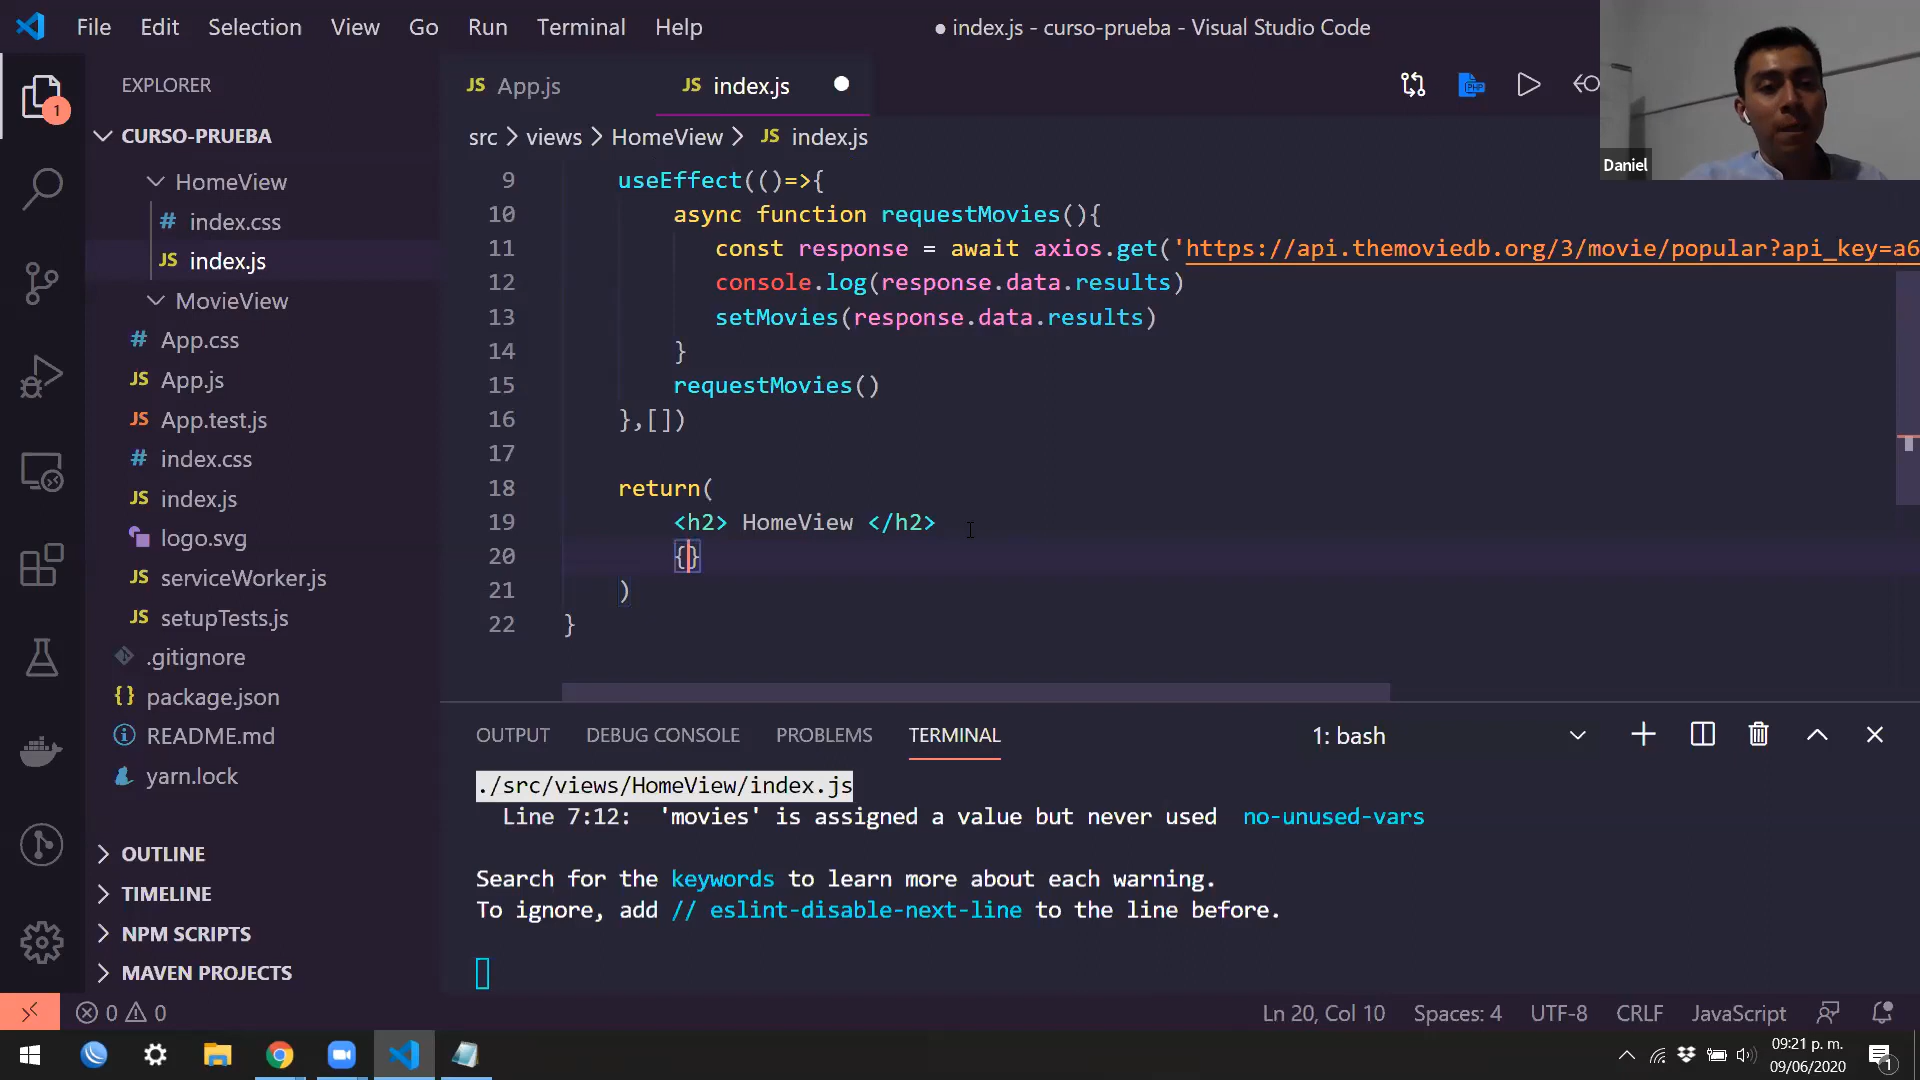 File Edit Selection View Go Run Terminal Help
● index.js - curso-prueba - Visual Studio Code
EXPLORER
1
CURSO-PRUEBA
HomeView
# index.css
JS index.js
MovieView
# App.css
JS App.js
JS App.test.js
# index.css
JS index.js
logo.svg
JS serviceWorker.js
JS setupTests.js
.gitignore
{} package.json
README.md
yarn.lock
OUTLINE
TIMELINE
NPM SCRIPTS
MAVEN PROJECTS
JS App.js
JS index.js
PHP
Daniel
src > views > HomeView > JS index.js
9 useEffect(()=>{
10 async function requestMovies(){
11 const response = await axios.get('https://api.themoviedb.org/3/movie/popular?api_key=a6
12 console.log(response.data.results)
13 setMovies(response.data.results)
14 }
15 requestMovies()
16 },[])
17
18 return(
19 <h2> HomeView </h2>
20 {}
21 )
22 }
OUTPUT DEBUG CONSOLE PROBLEMS TERMINAL 1: bash
./src/views/HomeView/index.js
Line 7:12: 'movies' is assigned a value but never used no-unused-vars
Search for the keywords to learn more about each warning.
To ignore, add // eslint-disable-next-line to the line before.
0 0 Ln 20, Col 10 Spaces: 4 UTF-8 CRLF JavaScript
09:21 p. m.
09/06/2020
1